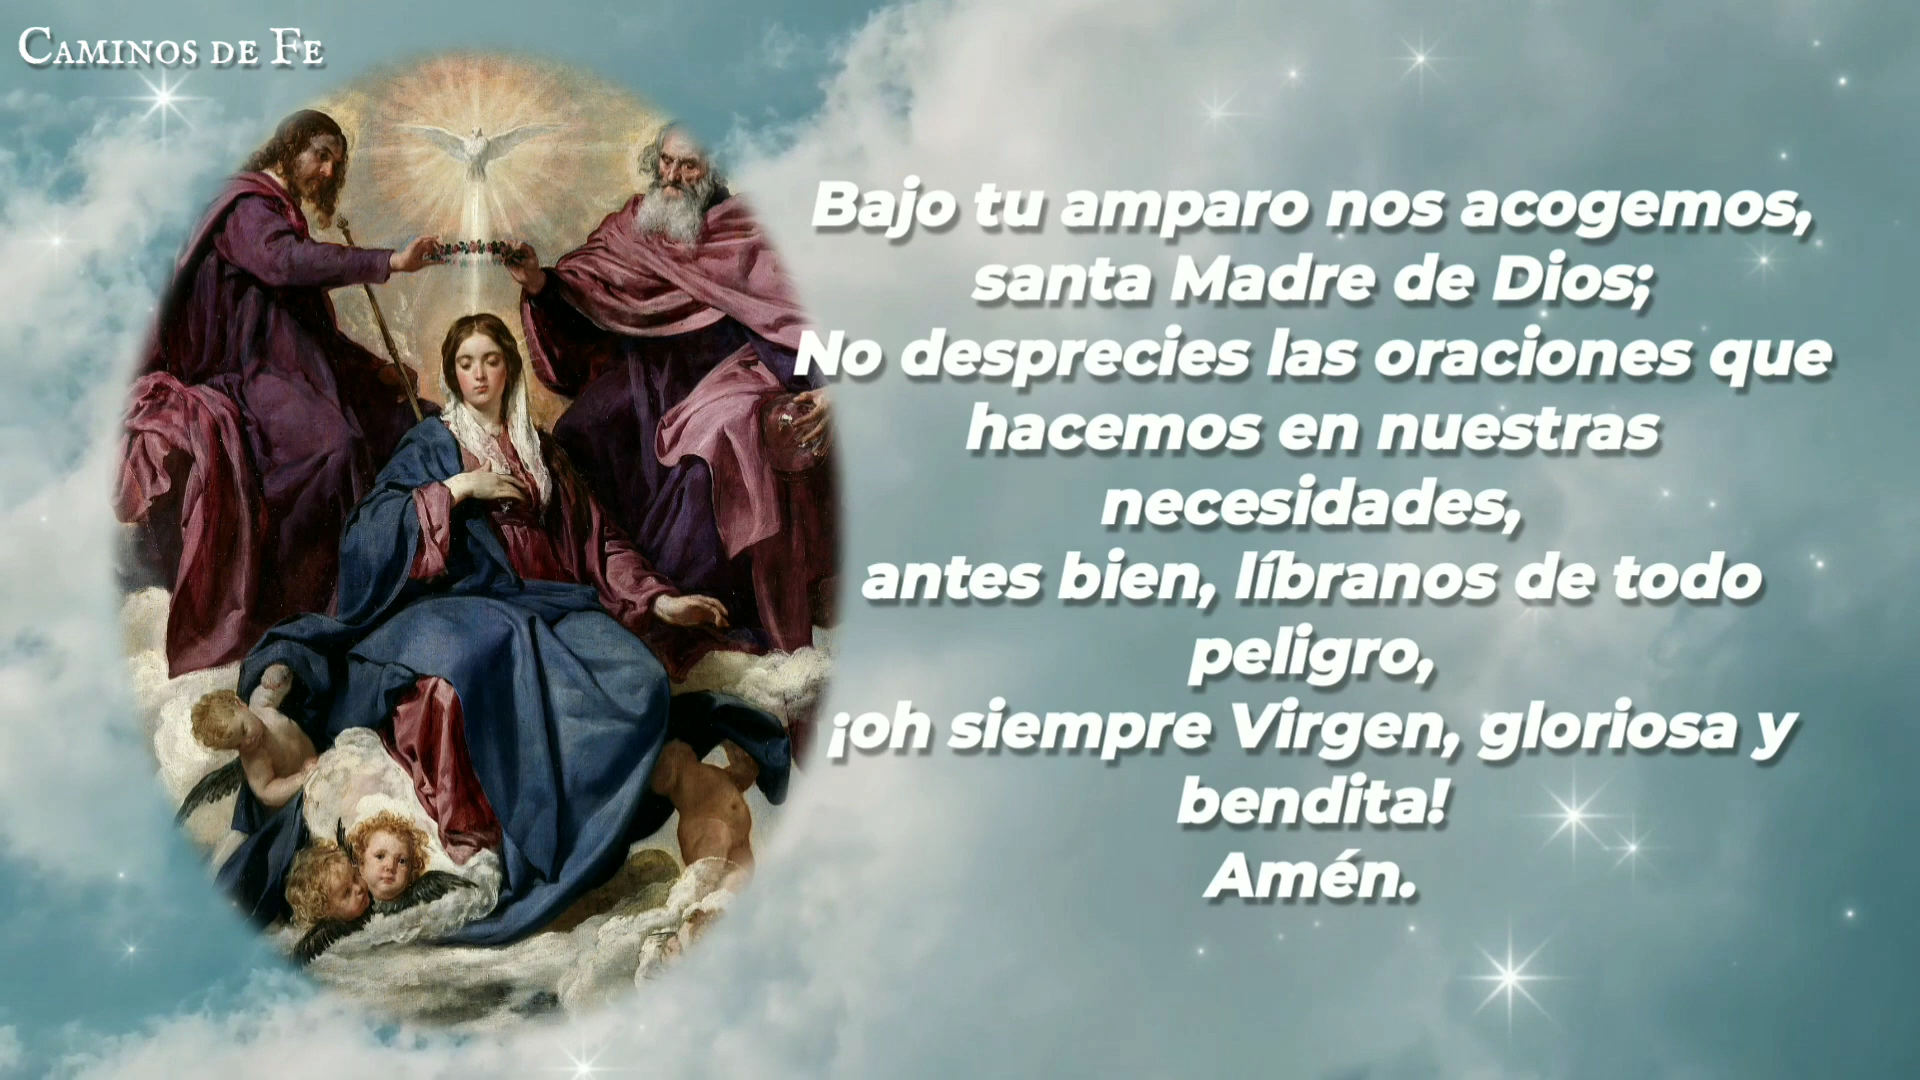 Caminos de Fe
Bajo tu amparo nos acogemos,
santa Madre de Dios;
No desprecies las oraciones que
hacemos en nuestras
necesidades,
antes bien, líbranos de todo
peligro,
¡oh siempre Virgen, gloriosa y
bendita!
Amén.